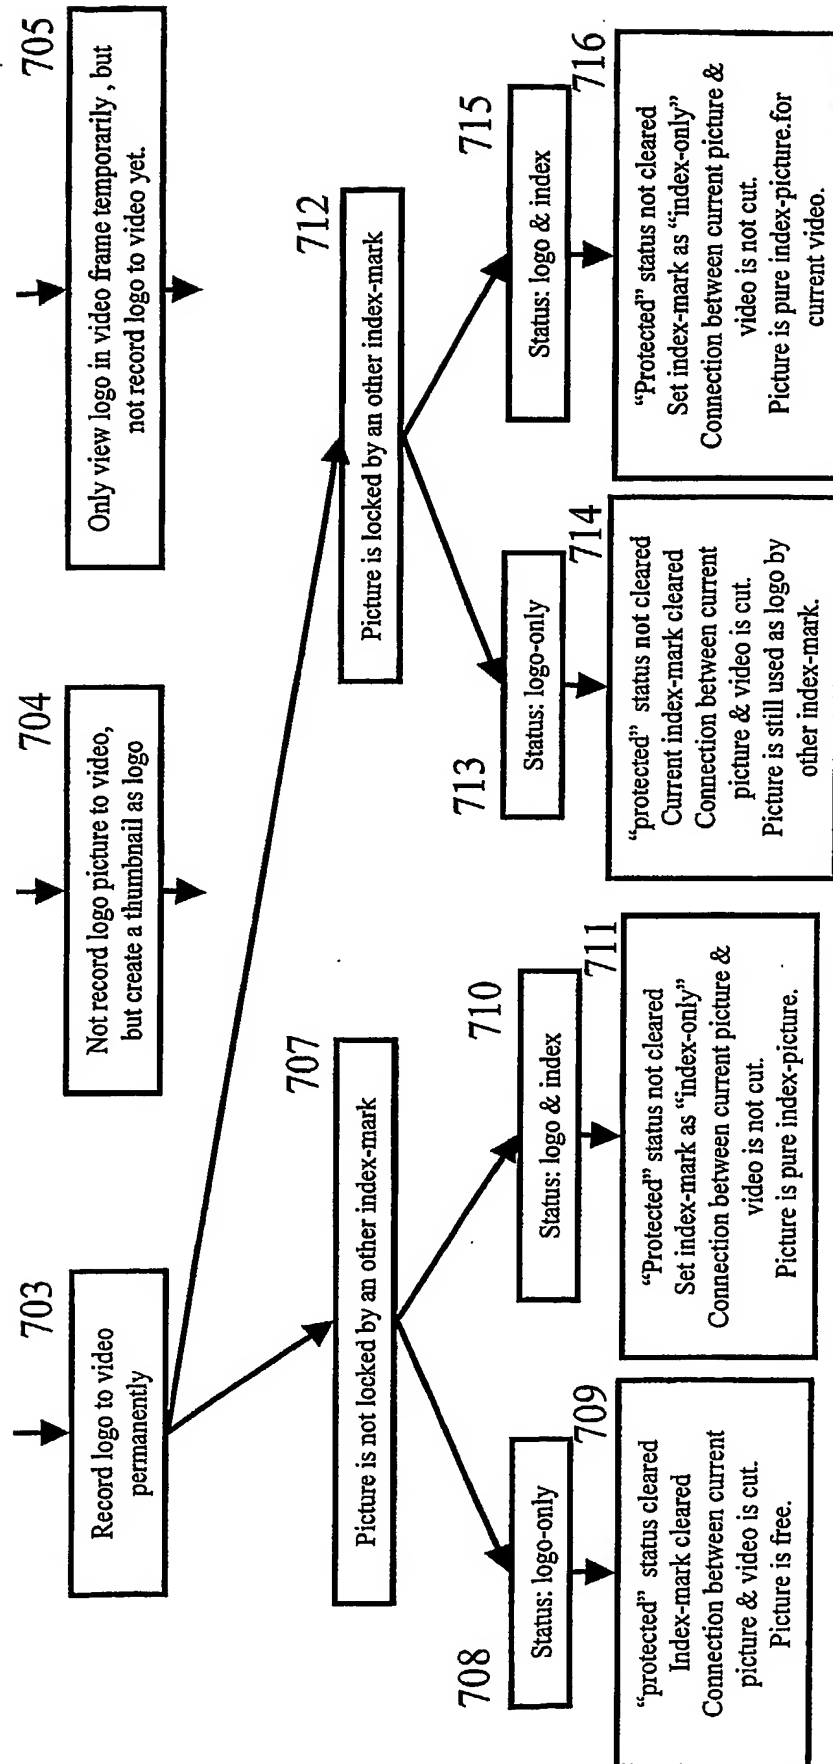 703
Record logo to video
permanently
704
Not record logo picture to video,
but create a thumbnail as logo
705
Only view logo in video frame temporarily , but
not record logo to video yet.
707
Picture is not locked by an other index-mark
712
Picture is locked by an other index-mark
708
Status: logo-only
710
Status: logo & index
713
Status: logo-only
715
Status: logo & index
709
“protected” status cleared
Index-mark cleared
Connection between current
picture & video is cut.
Picture is free.
711
“Protected” status not cleared
Set index-mark as “index-only”
Connection between current picture &
video is not cut.
Picture is pure index-picture.
714
“protected” status not cleared
Current index-mark cleared
Connection between current
picture & video is cut.
Picture is still used as logo by
other index-mark.
716
“Protected” status not cleared
Set index-mark as “index-only”
Connection between current picture &
video is not cut.
Picture is pure index-picture.for
current video.